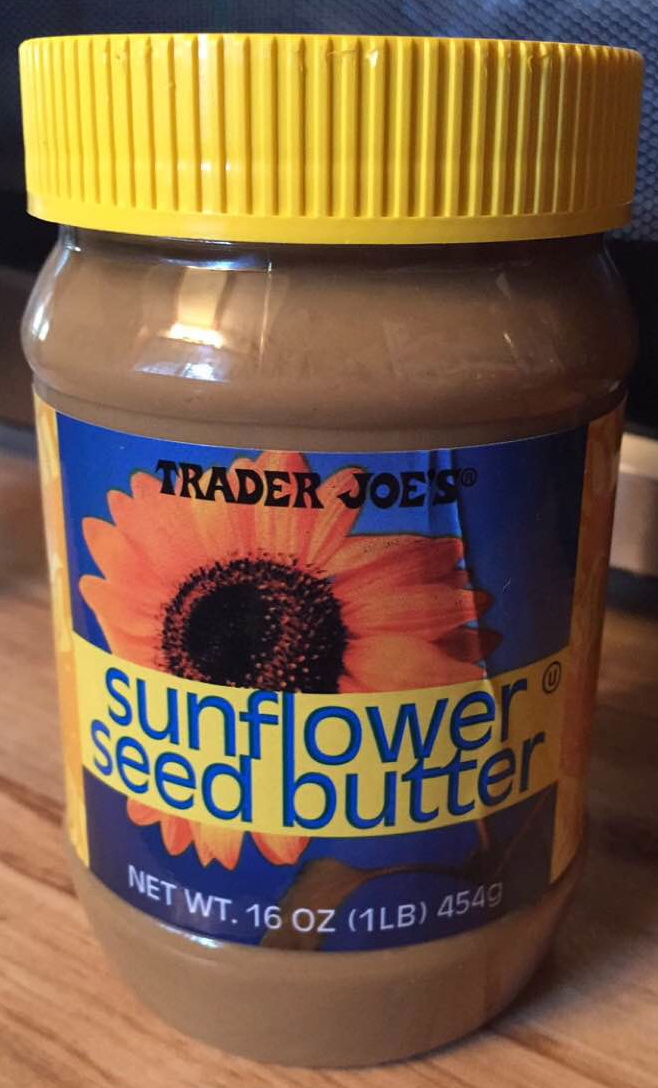 TRADER JOE'S®
sunflower Ⓤ
seed butter
NET WT. 16 OZ (1LB) 454g